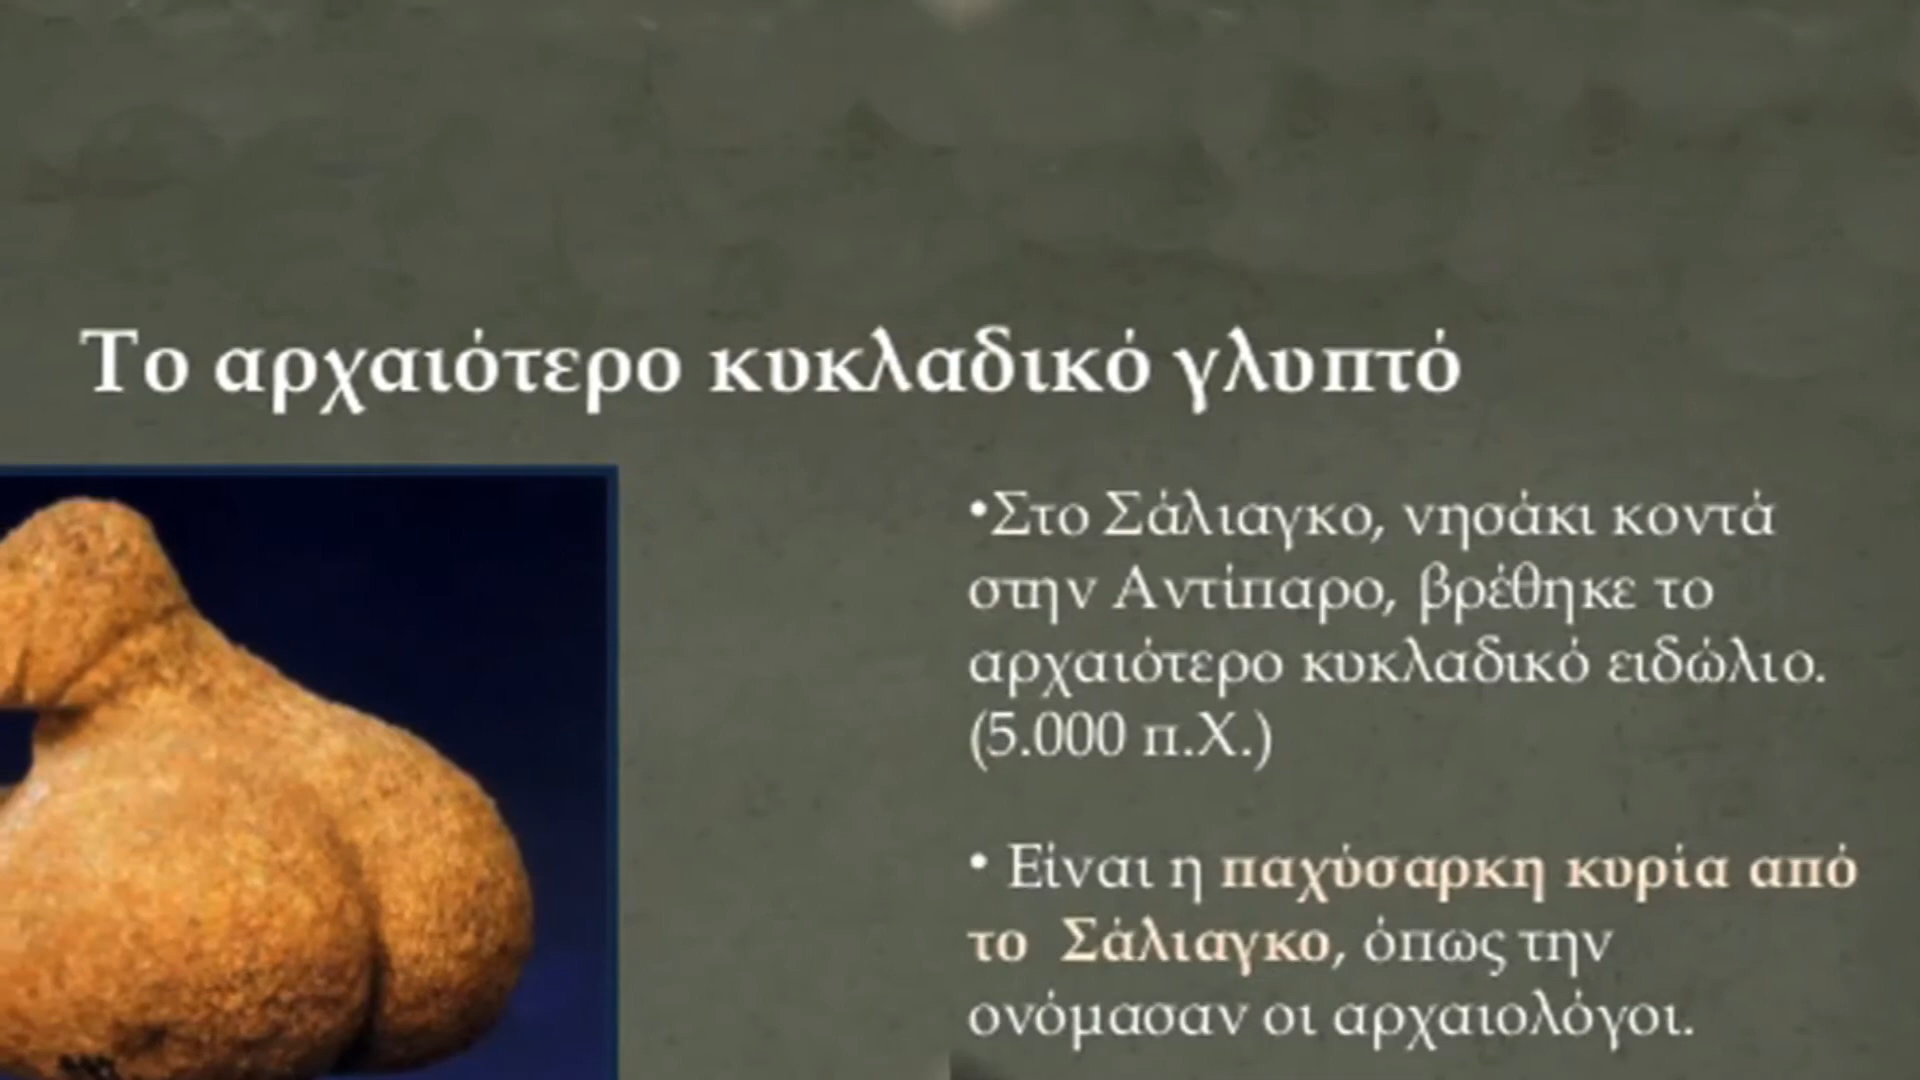 Το αρχαιότερο κυκλαδικό γλυπτό
•Στο Σάλιαγκο, νησάκι κοντά
στην Αντίπαρο, βρέθηκε το
αρχαιότερο κυκλαδικό ειδώλιο.
(5.000 π.Χ.)
• Είναι η παχύσαρκη κυρία από
το Σάλιαγκο, όπως την
ονόμασαν οι αρχαιολόγοι.